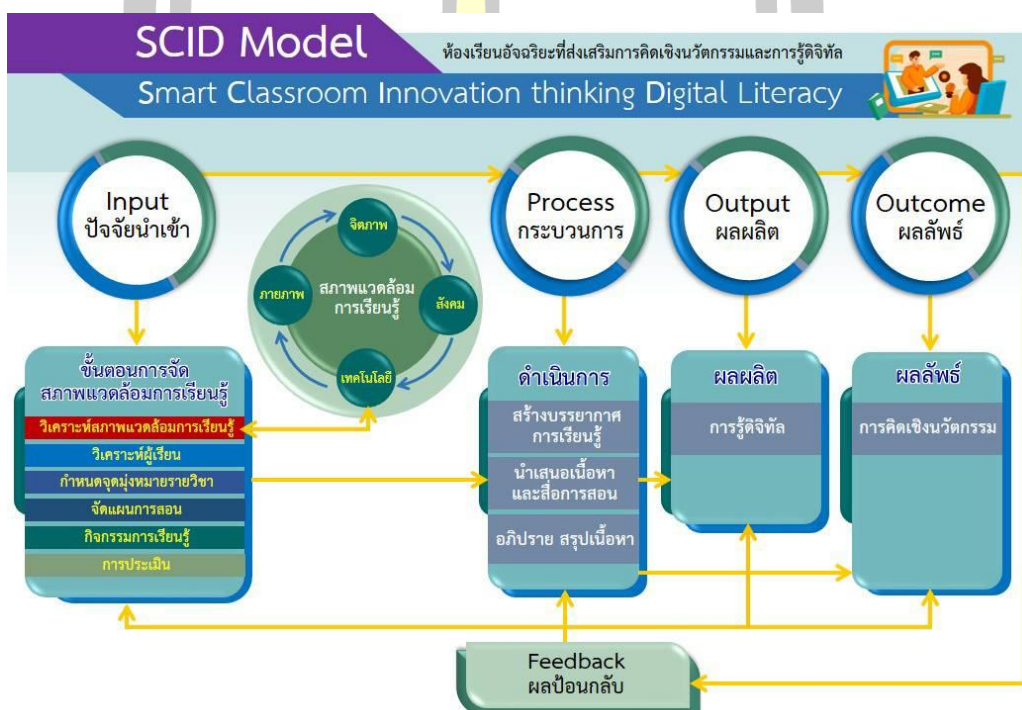 SCID Model
ห้องเรียนอัจฉริยะที่ส่งเสริมการคิดเชิงนวัตกรรมและการรู้ดิจิทัล
Smart Classroom Innovation thinking Digital Literacy
Input
ปัจจัยนำเข้า
Process
กระบวนการ
Output
ผลผลิต
Outcome
ผลลัพธ์
จิตภาพ
กายภาพ
สภาพแวดล้อม
การเรียนรู้
สังคม
เทคโนโลยี
ขั้นตอนการจัด
สภาพแวดล้อมการเรียนรู้
วิเคราะห์สภาพแวดล้อมการเรียนรู้
วิเคราะห์ผู้เรียน
กำหนดจุดมุ่งหมายรายวิชา
จัดแผนการสอน
กิจกรรมการเรียนรู้
การประเมิน
ดำเนินการ
สร้างบรรยากาศ
การเรียนรู้
นำเสนอเนื้อหา
และสื่อการสอน
อภิปราย สรุปเนื้อหา
ผลผลิต
การรู้ดิจิทัล
ผลลัพธ์
การคิดเชิงนวัตกรรม
Feedback
ผลป้อนกลับ